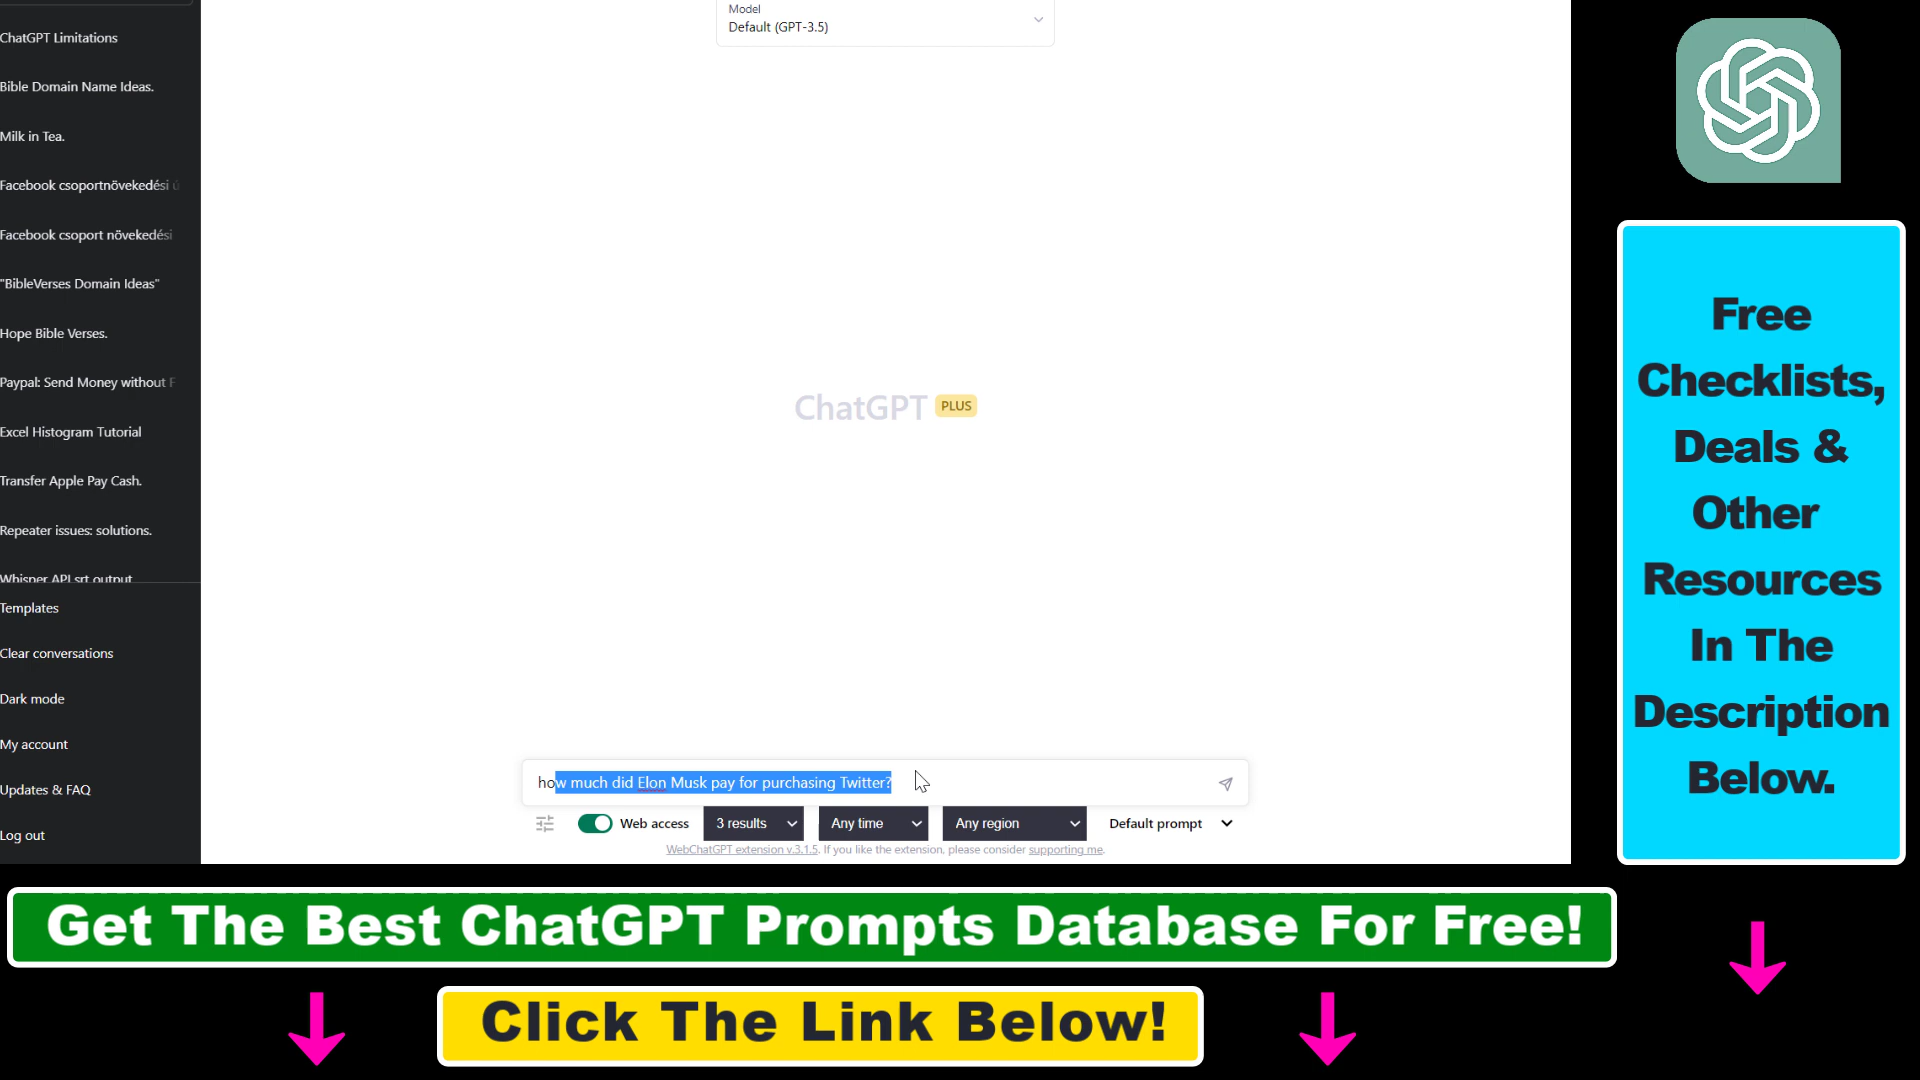 ChatGPT Limitations
Bible Domain Name Ideas.
Milk in Tea.
Facebook csoportnövekedési ú
Facebook csoport növekedési
"BibleVerses Domain Ideas"
Hope Bible Verses.
Paypal: Send Money without F
Excel Histogram Tutorial
Transfer Apple Pay Cash.
Repeater issues: solutions.
Whisper API srt output
Templates
Clear conversations
Dark mode
My account
Updates & FAQ
Log out
Model
Default (GPT-3.5)
ChatGPT PLUS
how much did Elon Musk pay for purchasing Twitter?
Web access 3 results Any time Any region Default prompt
WebChatGPT extension v.3.1.5. If you like the extension, please consider supporting me.
Free
Checklists,
Deals &
Other
Resources
In The
Description
Below.
Get The Best ChatGPT Prompts Database For Free!
Click The Link Below!